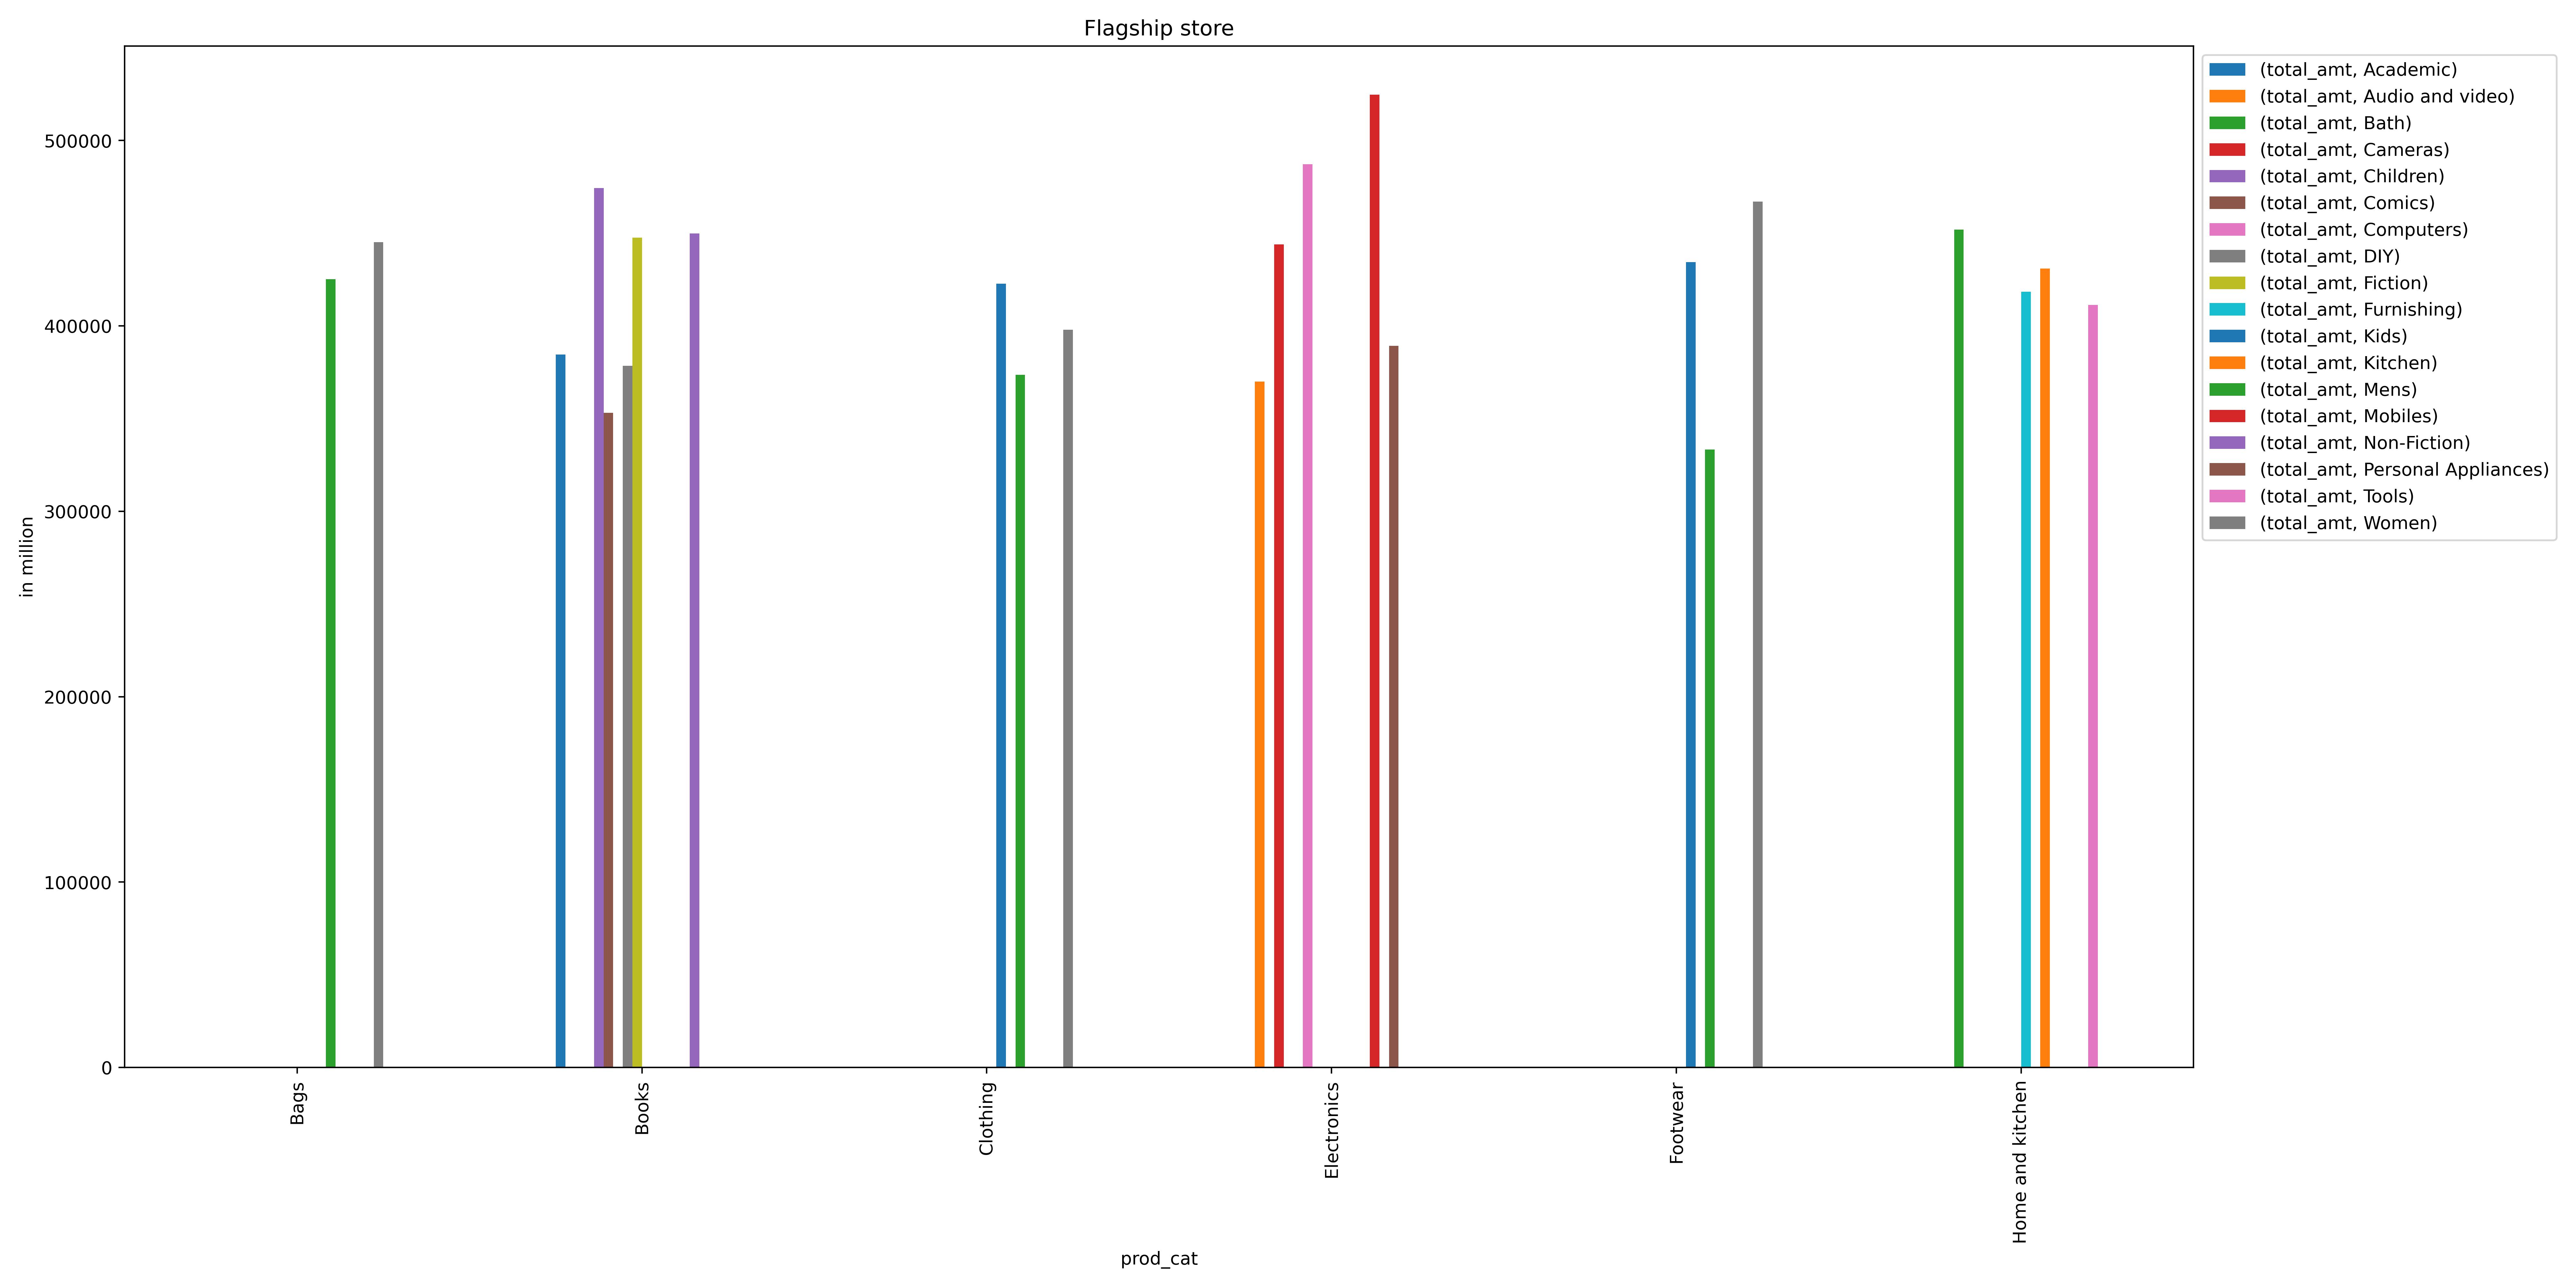 Flagship store
in million
500000
400000
300000
200000
100000
0
Bags
Books
Clothing
Electronics
Footwear
Home and kitchen
prod_cat
(total_amt, Academic)
(total_amt, Audio and video)
(total_amt, Bath)
(total_amt, Cameras)
(total_amt, Children)
(total_amt, Comics)
(total_amt, Computers)
(total_amt, DIY)
(total_amt, Fiction)
(total_amt, Furnishing)
(total_amt, Kids)
(total_amt, Kitchen)
(total_amt, Mens)
(total_amt, Mobiles)
(total_amt, Non-Fiction)
(total_amt, Personal Appliances)
(total_amt, Tools)
(total_amt, Women)